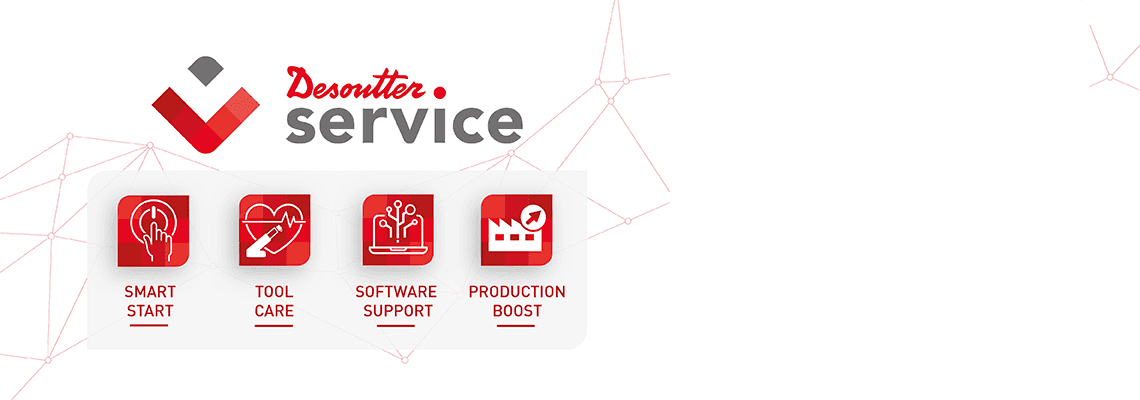 Desoutter
service
SMART
START
TOOL
CARE
SOFTWARE
SUPPORT
PRODUCTION
BOOST